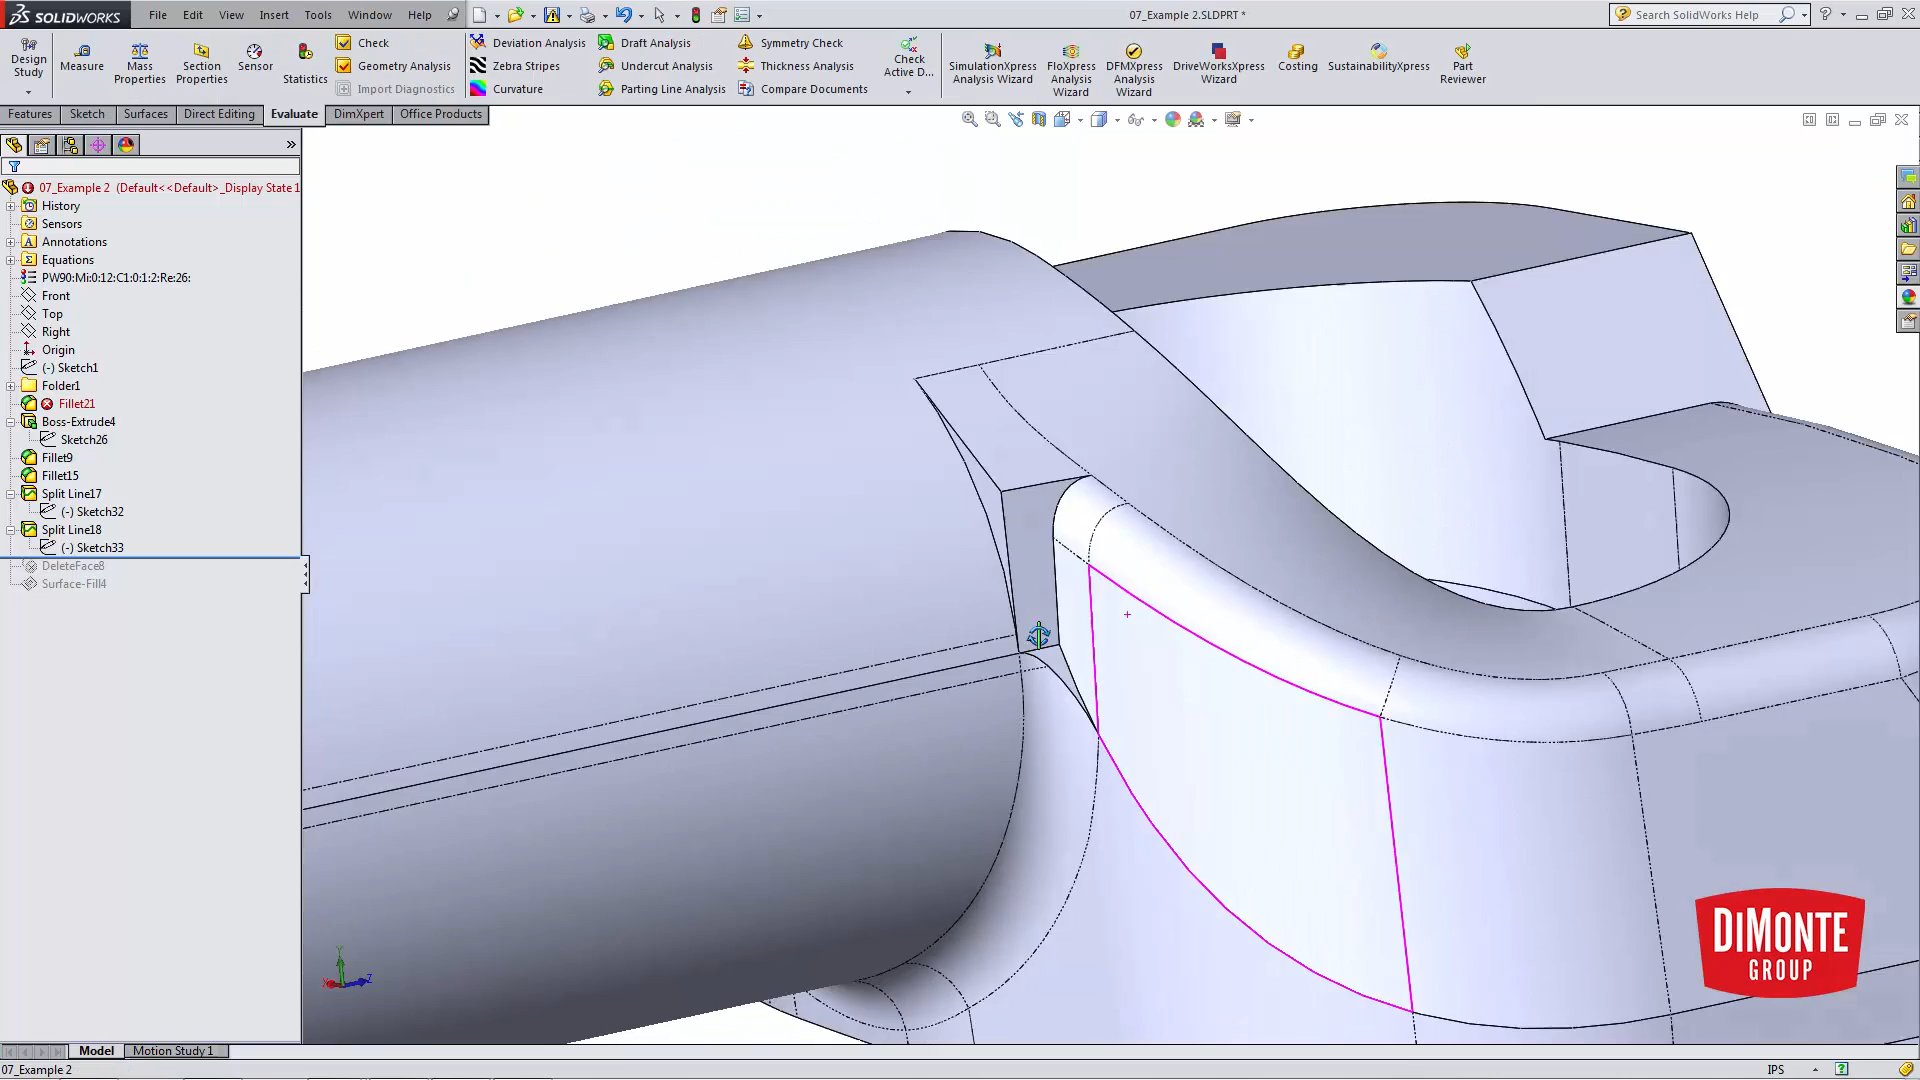 SOLIDWORKS File Edit View Insert Tools Window Help 07_Example 2.SLDPRT * Search SolidWorks Help
Design Study Measure Mass Properties Section Properties Sensor Statistics
Check Deviation Analysis Draft Analysis Symmetry Check
Geometry Analysis Zebra Stripes Undercut Analysis Thickness Analysis
Import Diagnostics Curvature Parting Line Analysis Compare Documents
Check Active D... SimulationXpress Analysis Wizard FloXpress Analysis Wizard DFMXpress Analysis Wizard DriveWorksXpress Wizard Costing SustainabilityXpress Part Reviewer
Features Sketch Surfaces Direct Editing Evaluate DimXpert Office Products
07_Example 2 (Default<<Default>_Display State 1
History
Sensors
Annotations
Equations
PW90:Mi:0:12:C1:0:1:2:Re:26:
Front
Top
Right
Origin
(-) Sketch1
Folder1
Fillet21
Boss-Extrude4
Sketch26
Fillet9
Fillet15
Split Line17
(-) Sketch32
Split Line18
(-) Sketch33
DeleteFace8
Surface-Fill4
Y
X Z
DIMONTE
GROUP
Model Motion Study 1
07_Example 2 IPS